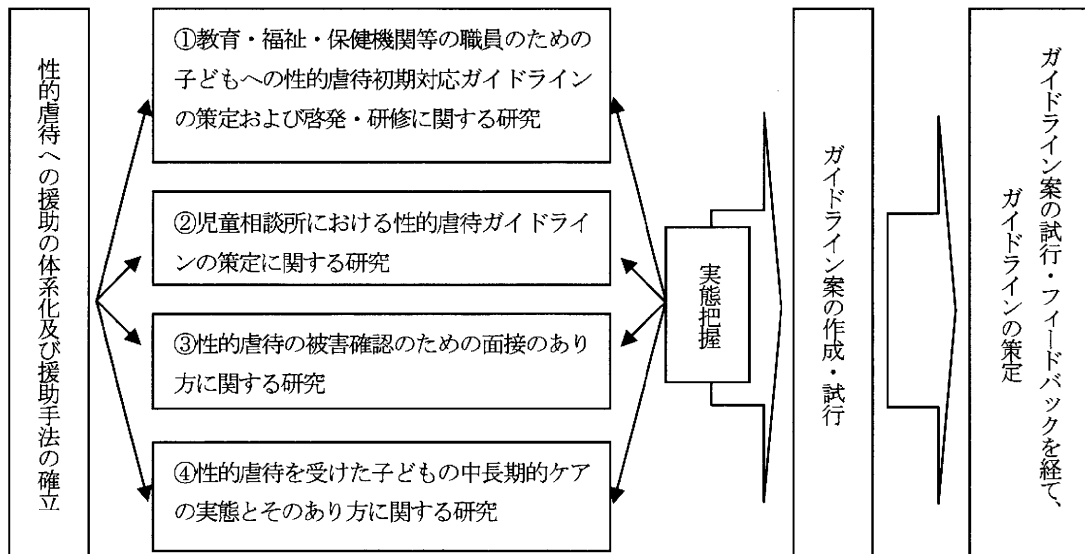 性的虐待への援助の体系化及び援助手法の確立
①教育・福祉・保健機関等の職員のための
子どもへの性的虐待初期対応ガイドライン
の策定および啓発・研修に関する研究
②児童相談所における性的虐待ガイドライ
ンの策定に関する研究
③性的虐待の被害確認のための面接のあり
方に関する研究
④性的虐待を受けた子どもの中長期的ケア
の実態とそのあり方に関する研究
実態把握
ガイドライン案の作成・試行
ガイドライン案の試行・フィードバックを経て、
ガイドラインの策定